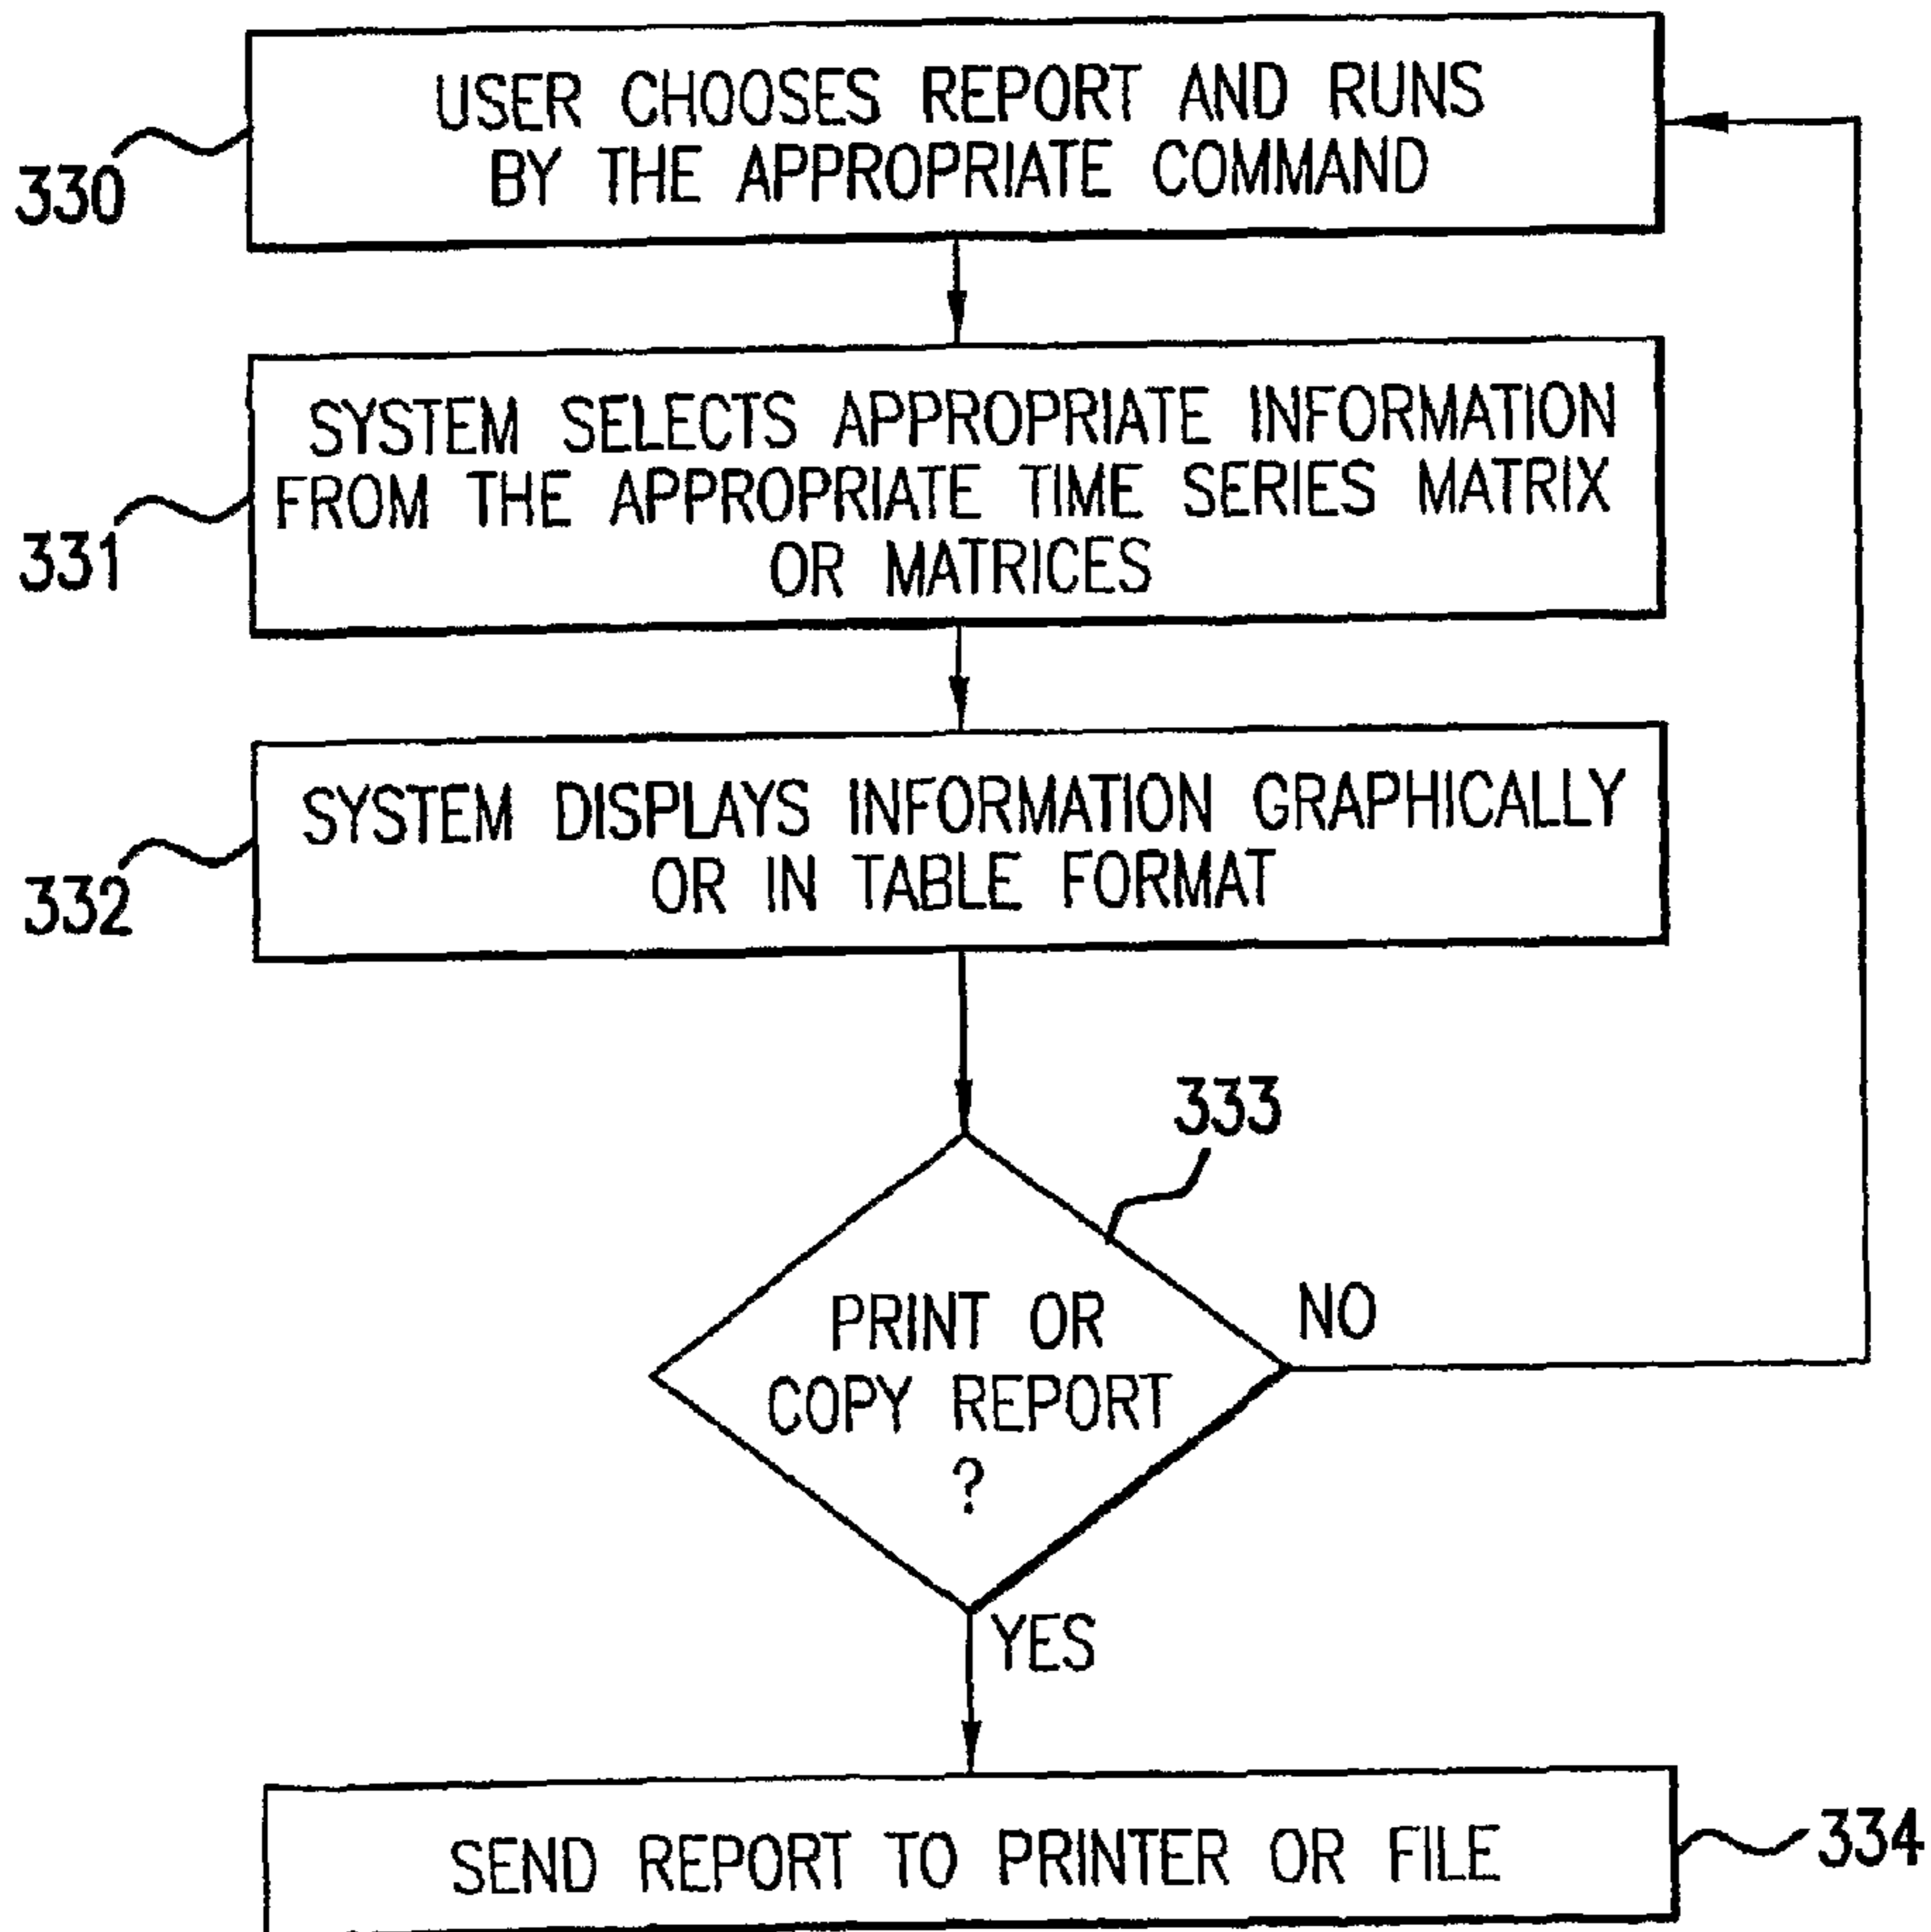 USER CHOOSES REPORT AND RUNS
BY THE APPROPRIATE COMMAND
330
SYSTEM SELECTS APPROPRIATE INFORMATION
FROM THE APPROPRIATE TIME SERIES MATRIX
OR MATRICES
331
SYSTEM DISPLAYS INFORMATION GRAPHICALLY
OR IN TABLE FORMAT
332
333
PRINT OR
COPY REPORT
?
NO
YES
SEND REPORT TO PRINTER OR FILE
334